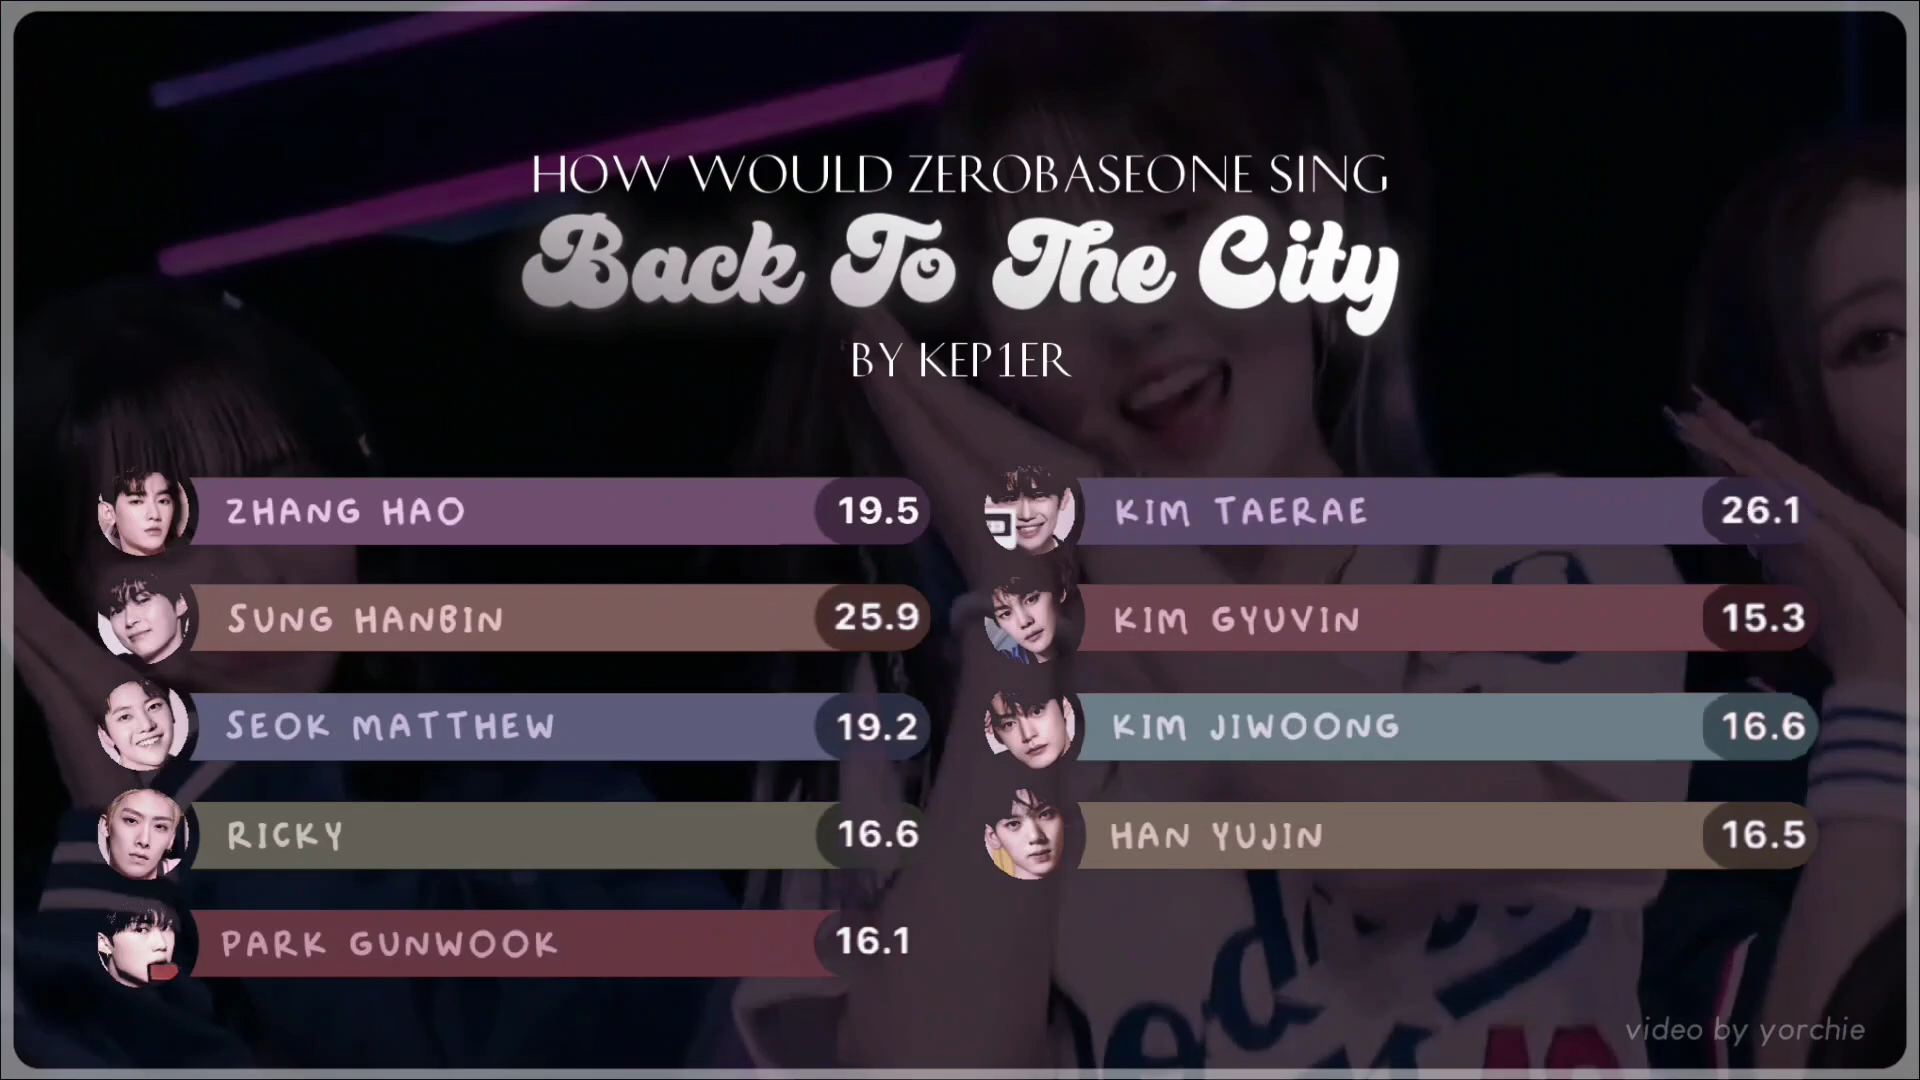 HOW WOULD ZEROBASEONE SING
Back To The City
BY KEP1ER
ZHANG HAO 19.5
SUNG HANBIN 25.9
SEOK MATTHEW 19.2
RICKY 16.6
PARK GUNWOOK 16.1
KIM TAERAE 26.1
KIM GYUVIN 15.3
KIM JIWOONG 16.6
HAN YUJIN 16.5
video by yorchie